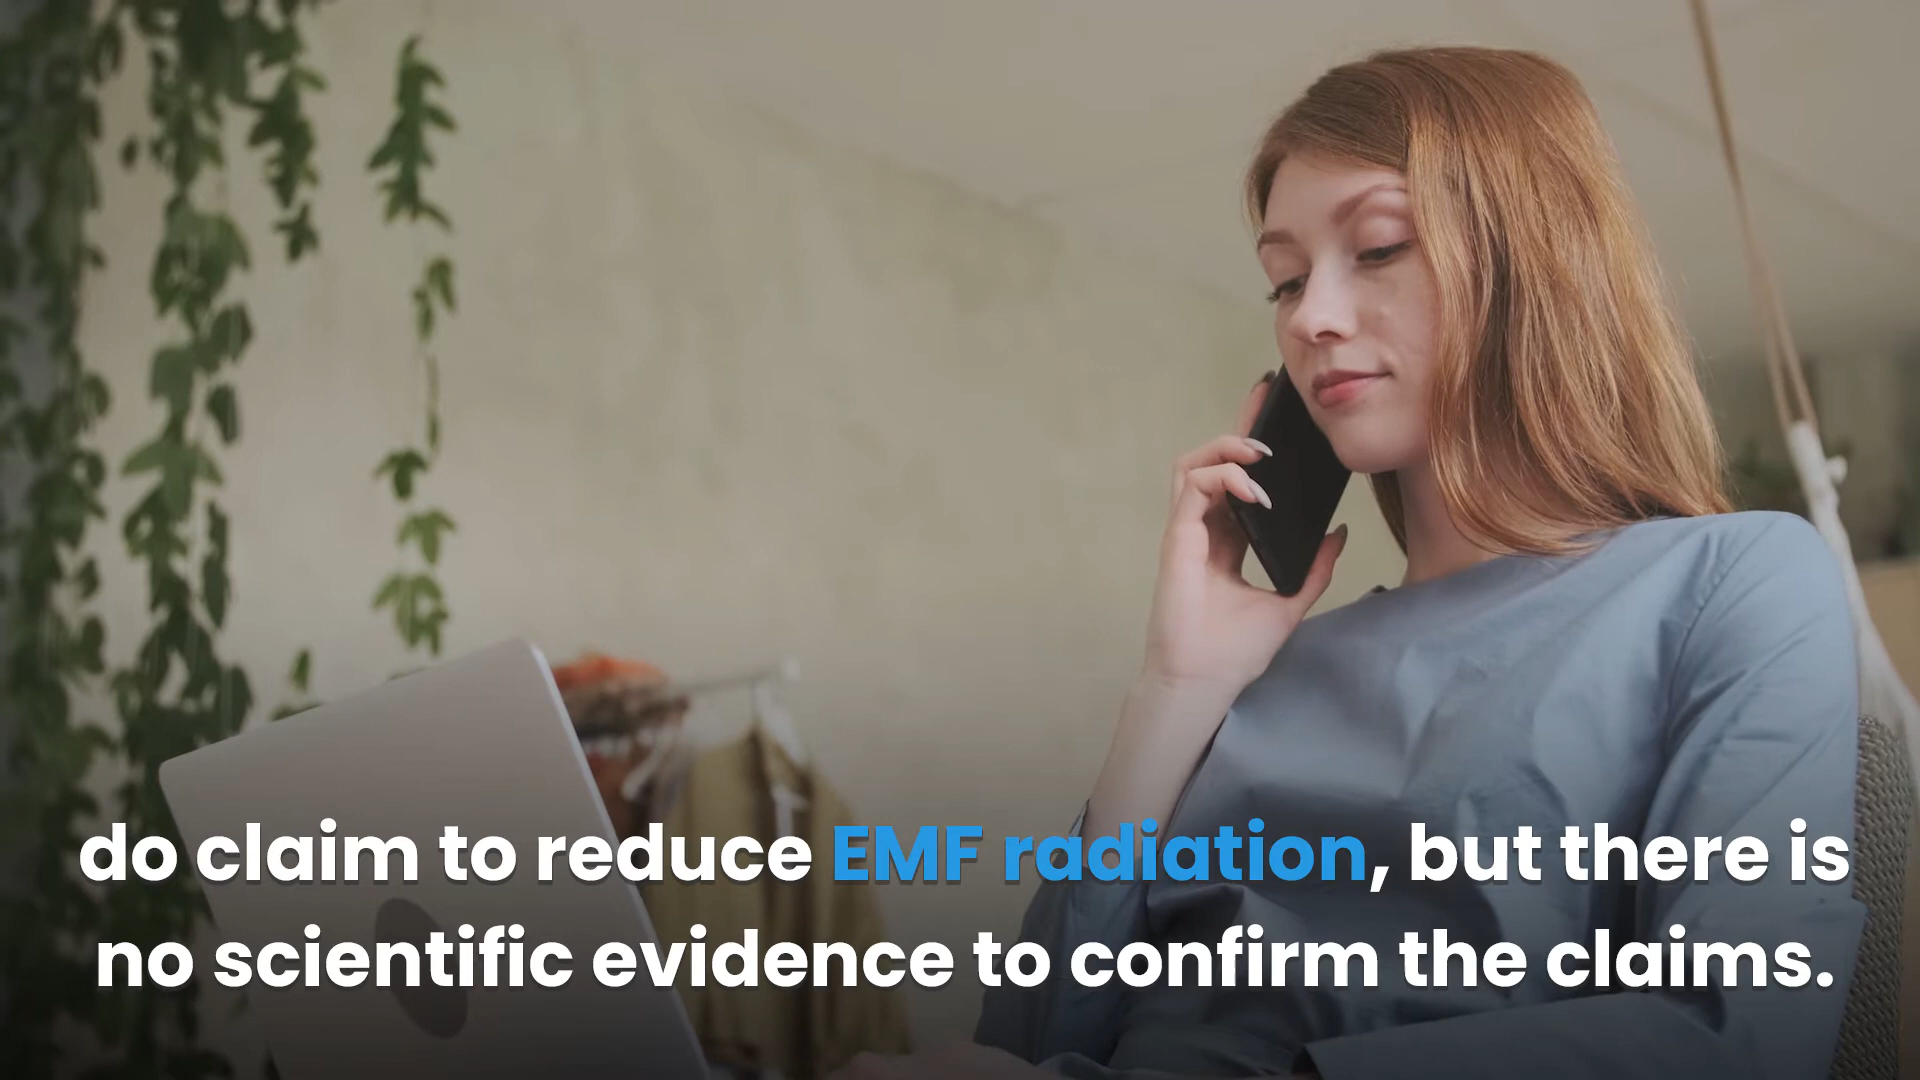 do claim to reduce EMF radiation, but there is
no scientific evidence to confirm the claims.